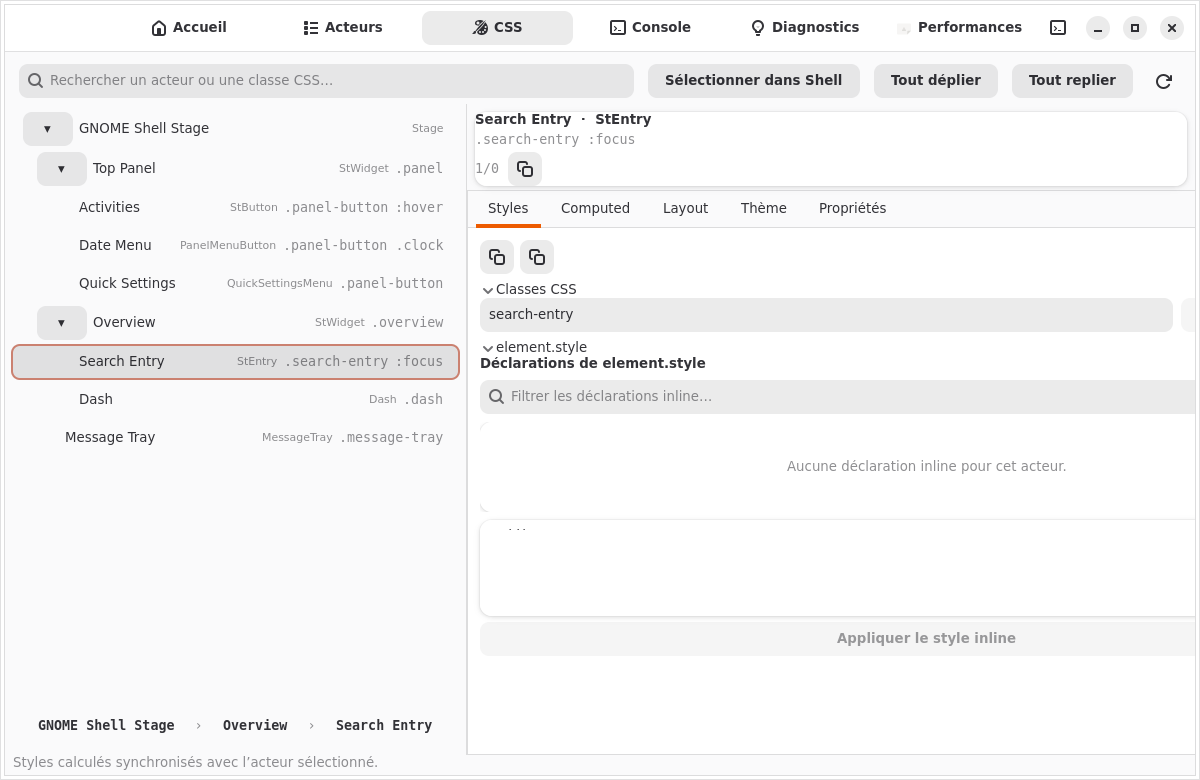 Accueil Acteurs CSS Console Diagnostics Performances
Rechercher un acteur ou une classe CSS... Sélectionner dans Shell Tout déplier Tout replier
GNOME Shell Stage Stage
Top Panel StWidget .panel
Activities StButton .panel-button :hover
Date Menu PanelMenuButton .panel-button .clock
Quick Settings QuickSettingsMenu .panel-button
Overview StWidget .overview
Search Entry StEntry .search-entry :focus
Dash Dash .dash
Message Tray MessageTray .message-tray
GNOME Shell Stage › Overview › Search Entry
Search Entry · StEntry
.search-entry :focus
1/0
Styles Computed Layout Thème Propriétés
Classes CSS
search-entry
element.style
Déclarations de element.style
Filtrer les déclarations inline...
Aucune déclaration inline pour cet acteur.
Appliquer le style inline
Styles calculés synchronisés avec l’acteur sélectionné.